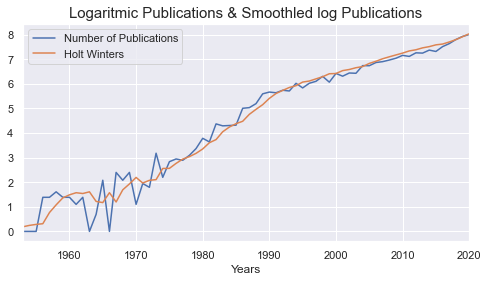 Logaritmic Publications & Smoothled log Publications
Number of Publications
Holt Winters
8
7
6
5
4
3
2
1
0
1960 1970 1980 1990 2000 2010 2020
Years